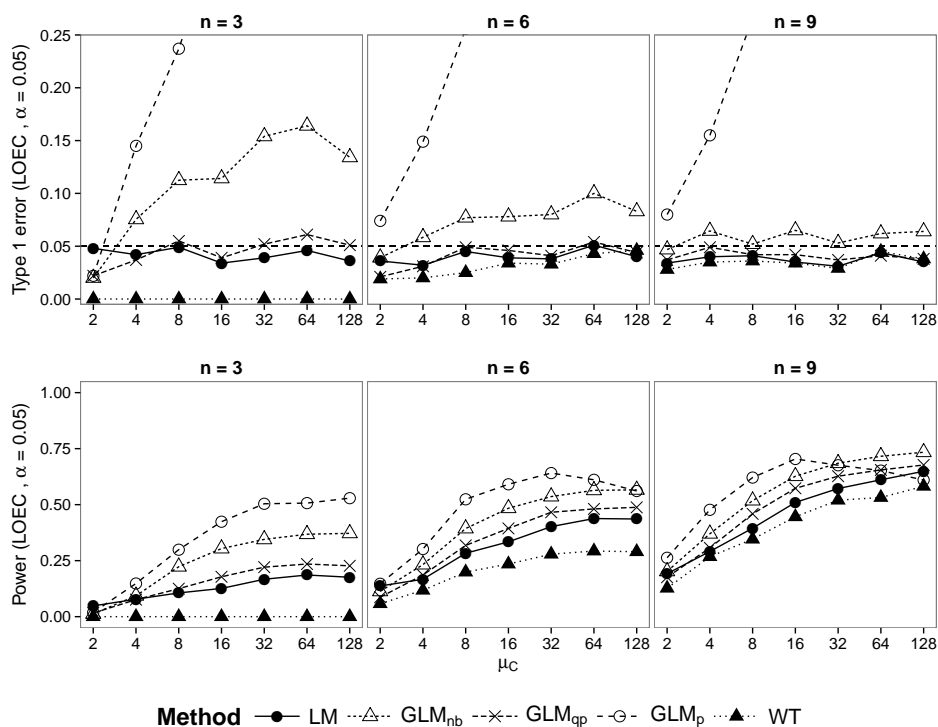 n = 3 n = 6 n = 9
Type 1 error (LOEC , α = 0.05)
0.25
0.20
0.15
0.10
0.05
0.00
2 4 8 16 32 64 128 2 4 8 16 32 64 128 2 4 8 16 32 64 128
n = 3 n = 6 n = 9
Power (LOEC , α = 0.05)
1.00
0.75
0.50
0.25
0.00
2 4 8 16 32 64 128 2 4 8 16 32 64 128 2 4 8 16 32 64 128
μC
Method LM GLMnb GLMqp GLMp WT